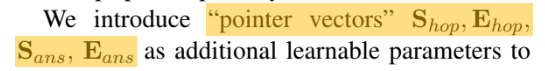 We introduce “pointer vectors” S_hop, E_hop,
S_ans, E_ans as additional learnable parameters to